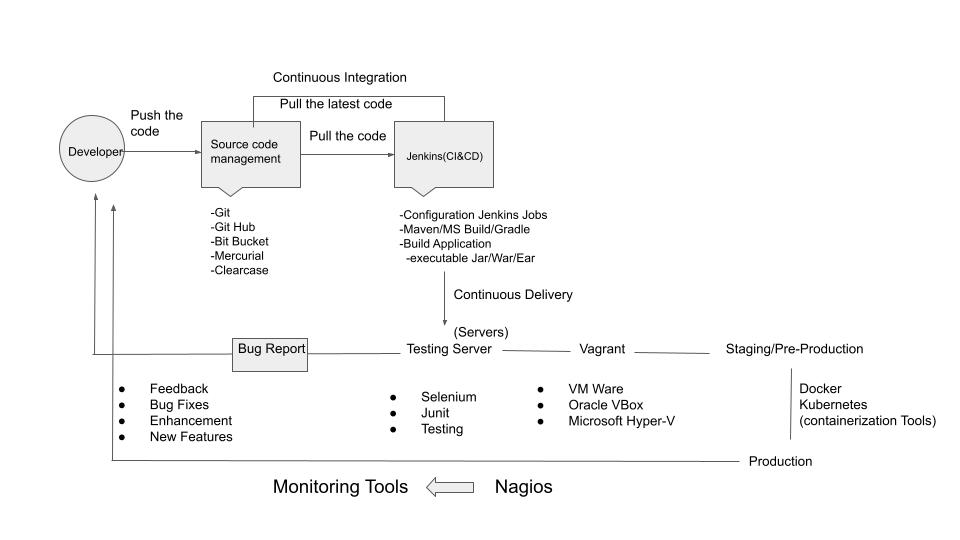 Continuous Integration
Pull the latest code
Push the
code
Pull the code
Developer
Source code
management
Jenkins(CI&CD)
-Git
-Git Hub
-Bit Bucket
-Mercurial
-Clearcase
-Configuration Jenkins Jobs
-Maven/MS Build/Gradle
-Build Application
-executable Jar/War/Ear
Continuous Delivery
(Servers)
Bug Report
Testing Server
Vagrant
Staging/Pre-Production
● Feedback
● Bug Fixes
● Enhancement
● New Features
● Selenium
● Junit
● Testing
● VM Ware
● Oracle VBox
● Microsoft Hyper-V
Docker
Kubernetes
(containerization Tools)
Production
Monitoring Tools
Nagios